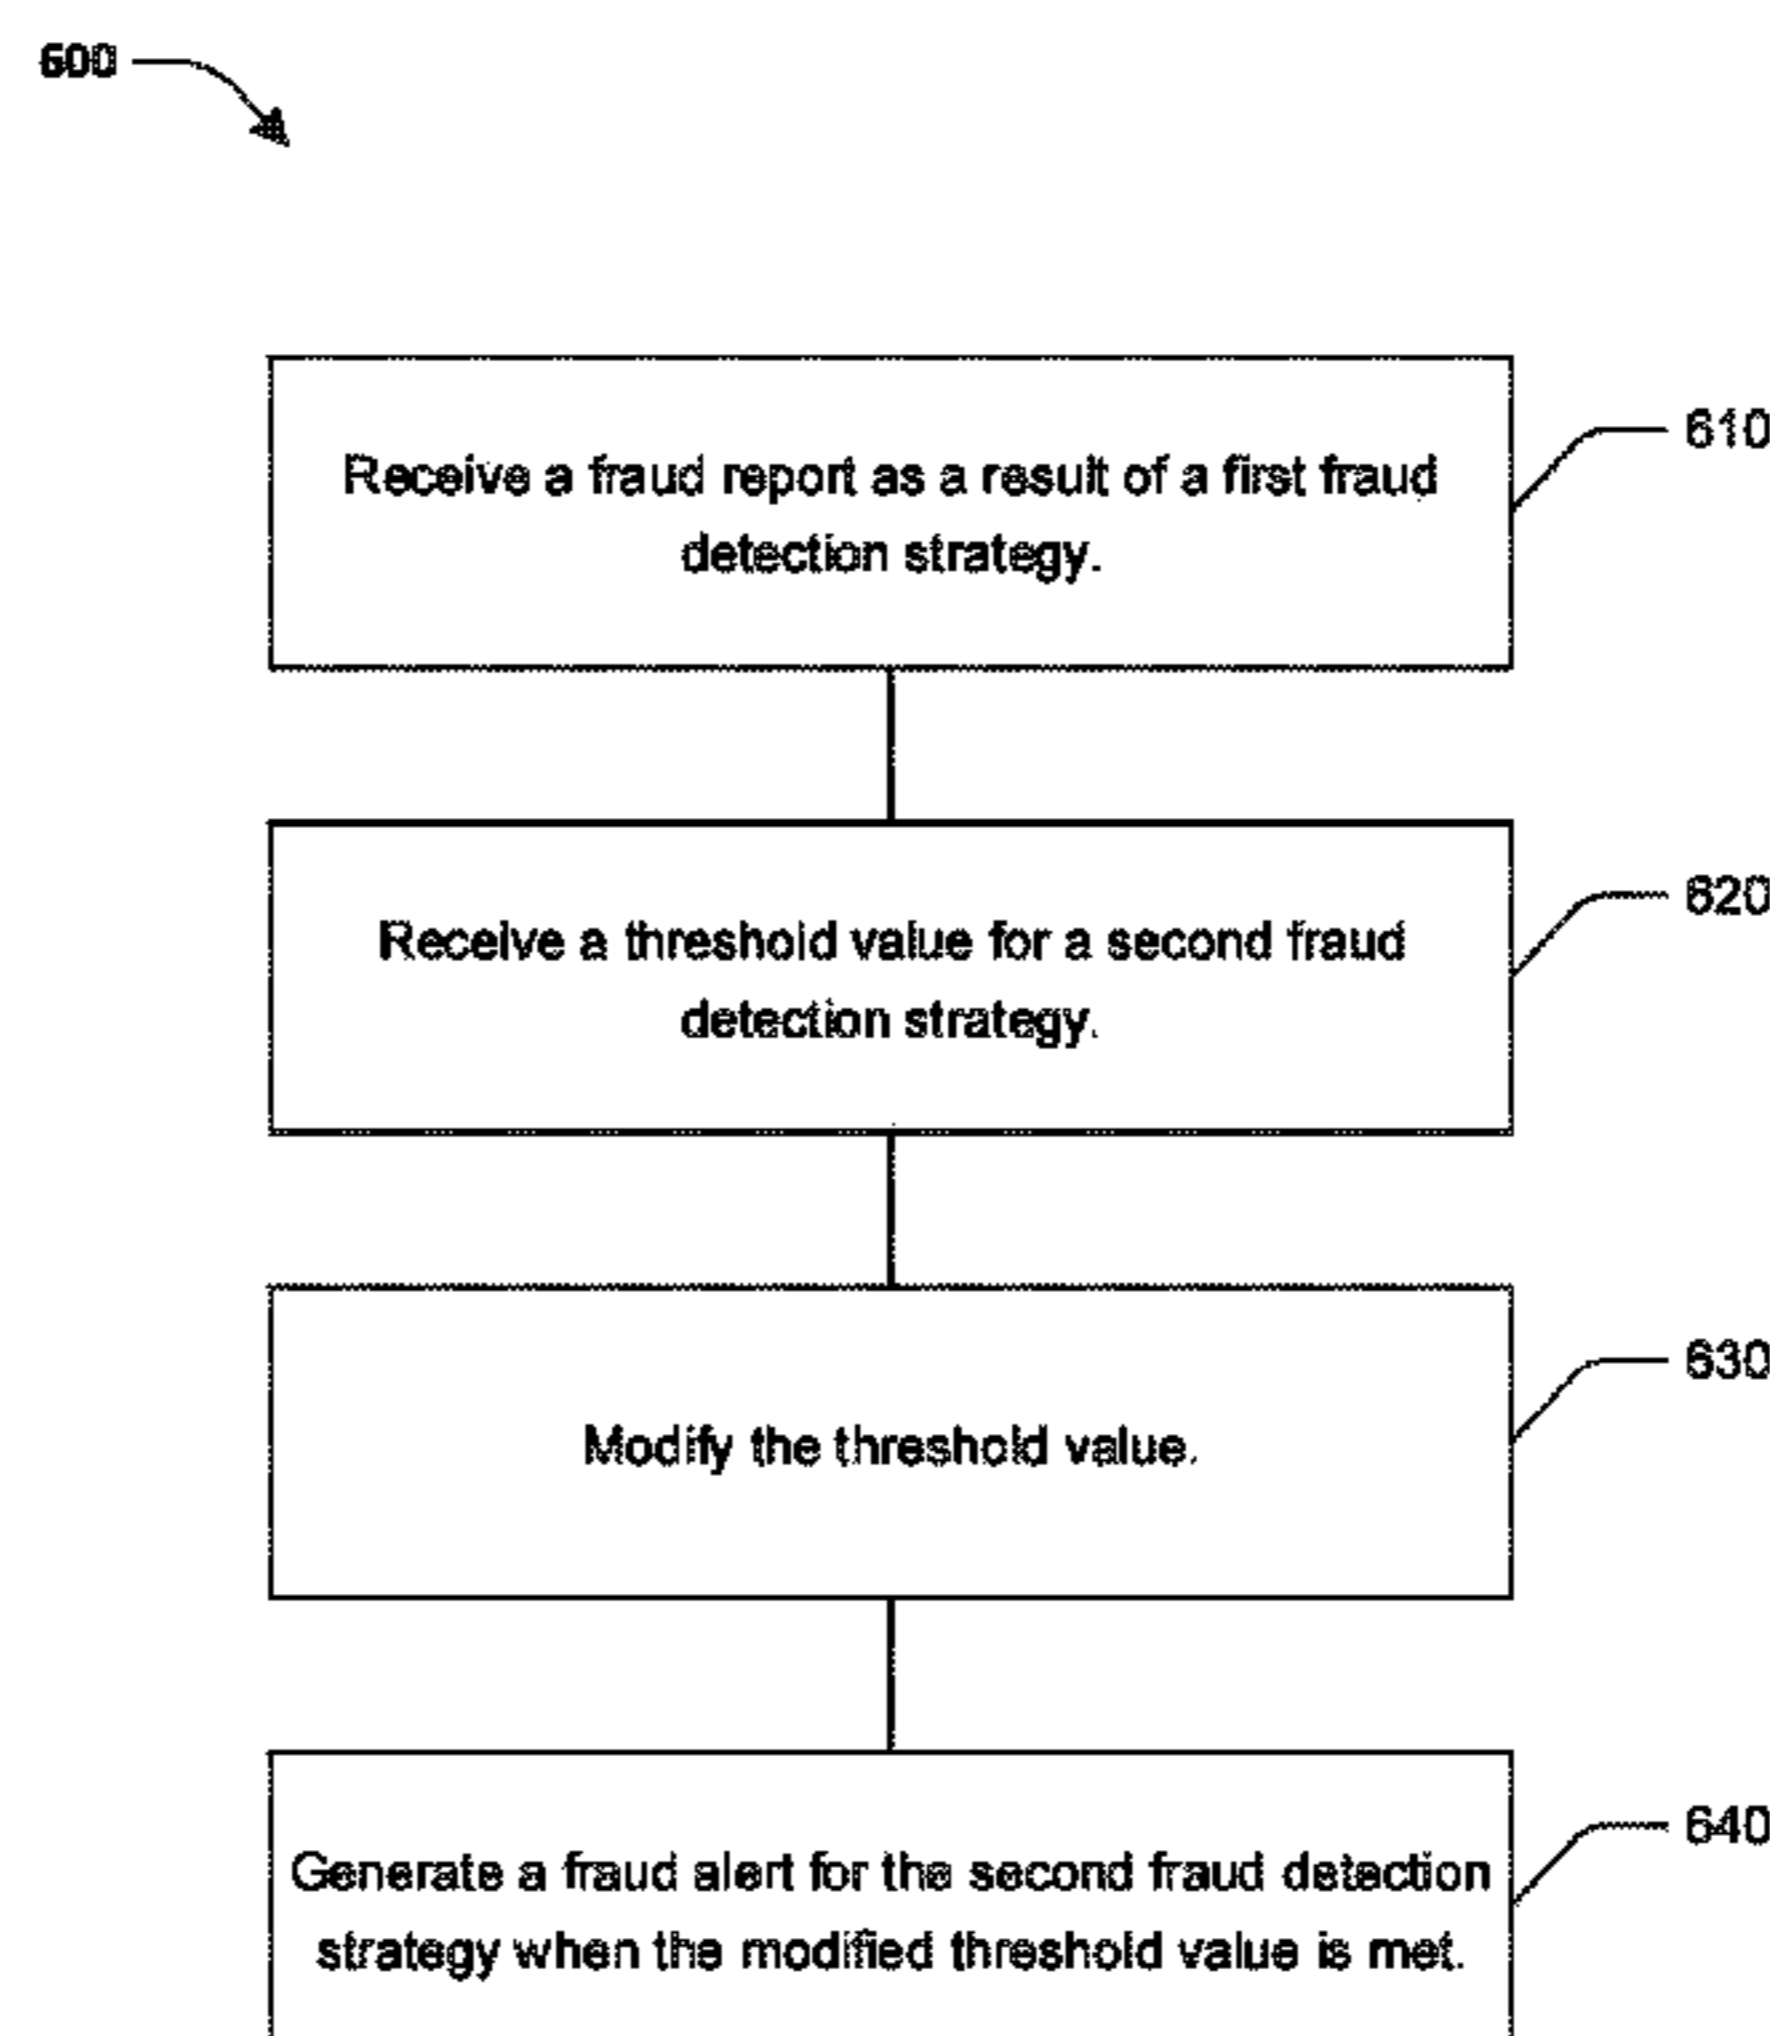 600
Receive a fraud report as a result of a first fraud
detection strategy.
610
Receive a threshold value for a second fraud
detection strategy.
620
Modify the threshold value.
630
Generate a fraud alert for the second fraud detection
strategy when the modified threshold value is met.
640